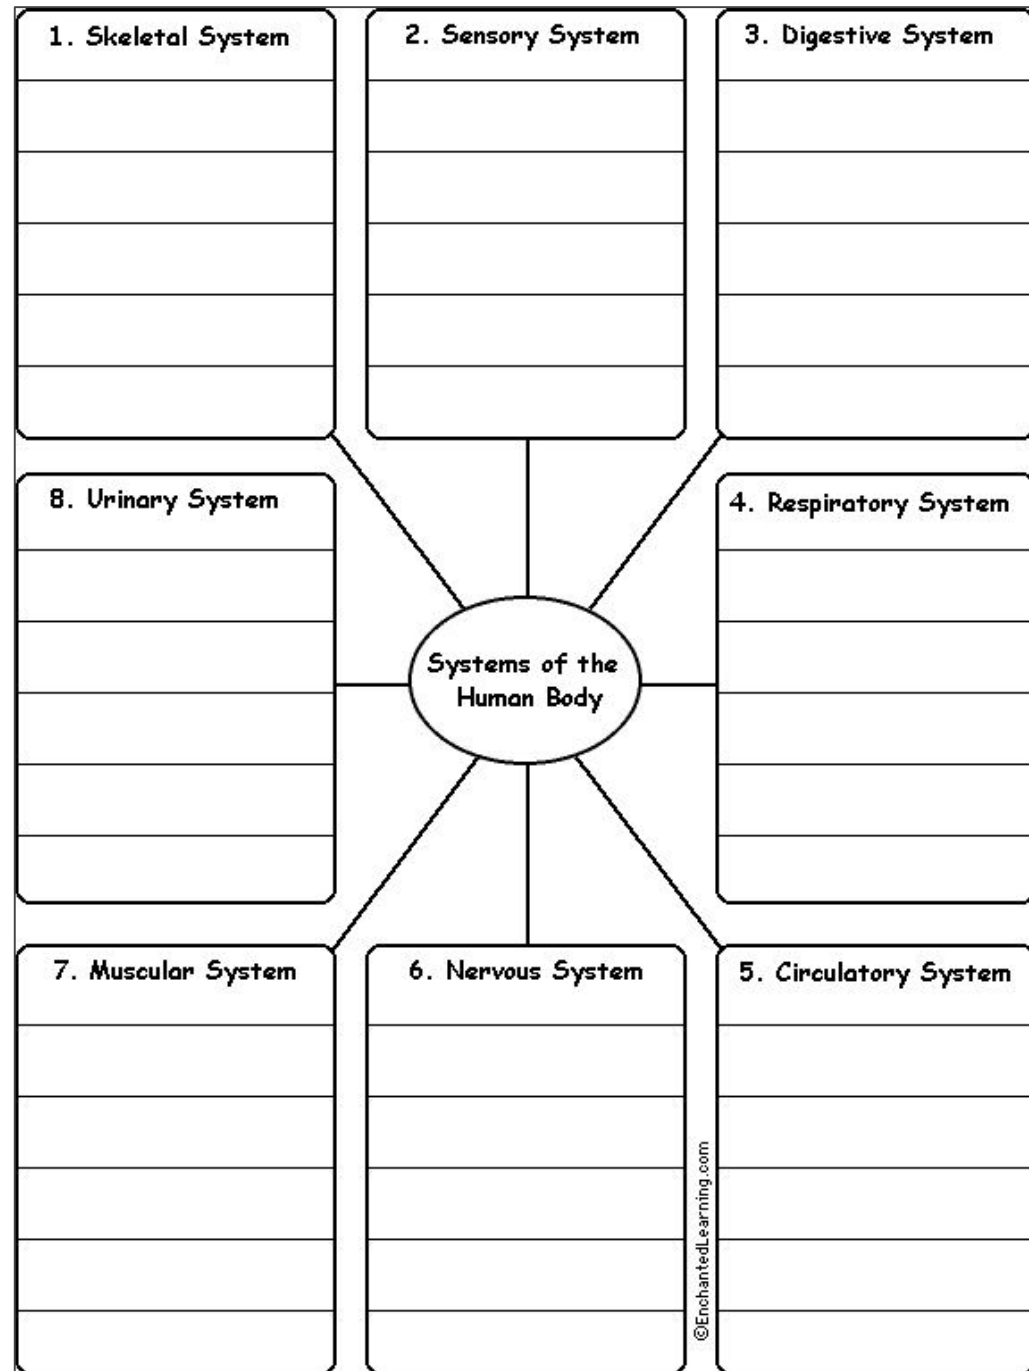 1. Skeletal System
2. Sensory System
3. Digestive System
8. Urinary System
4. Respiratory System
Systems of the
Human Body
7. Muscular System
6. Nervous System
5. Circulatory System
©EnchantedLearning.com